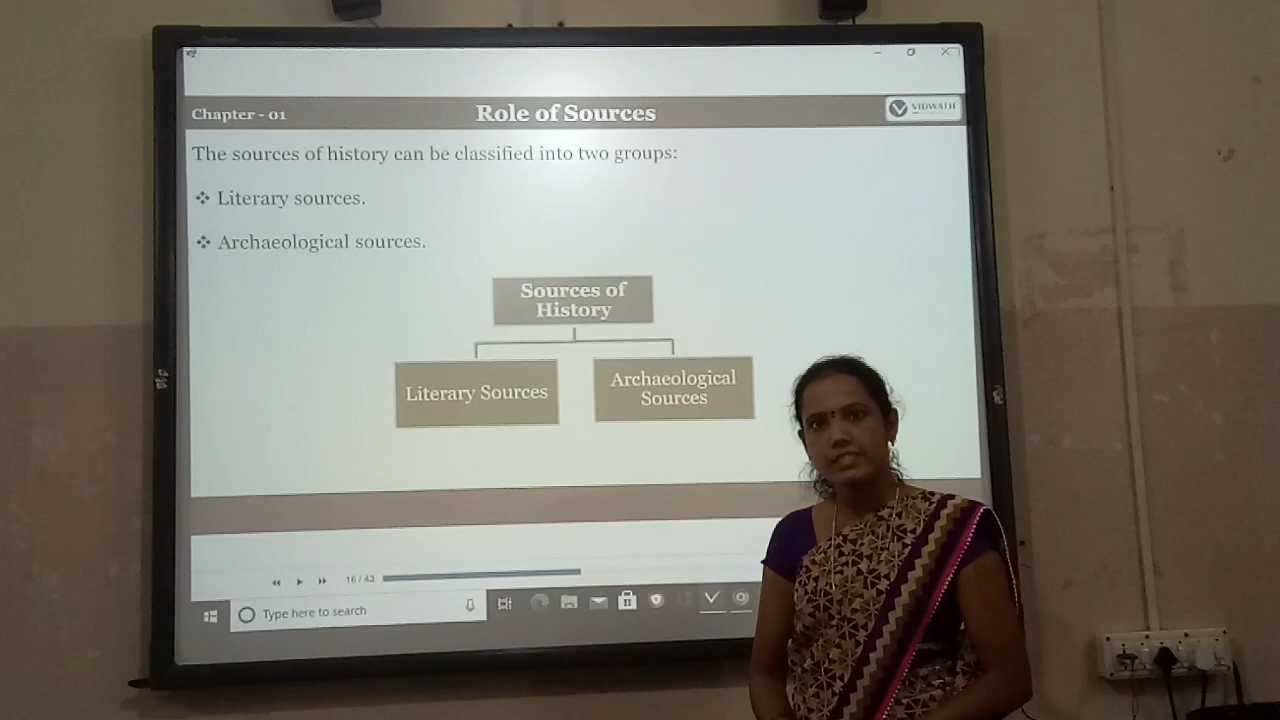 Chapter - 01
Role of Sources
VIDWATH
The sources of history can be classified into two groups:
❖ Literary sources.
❖ Archaeological sources.
Sources of
History
Literary Sources
Archaeological
Sources
16 / 43
Type here to search